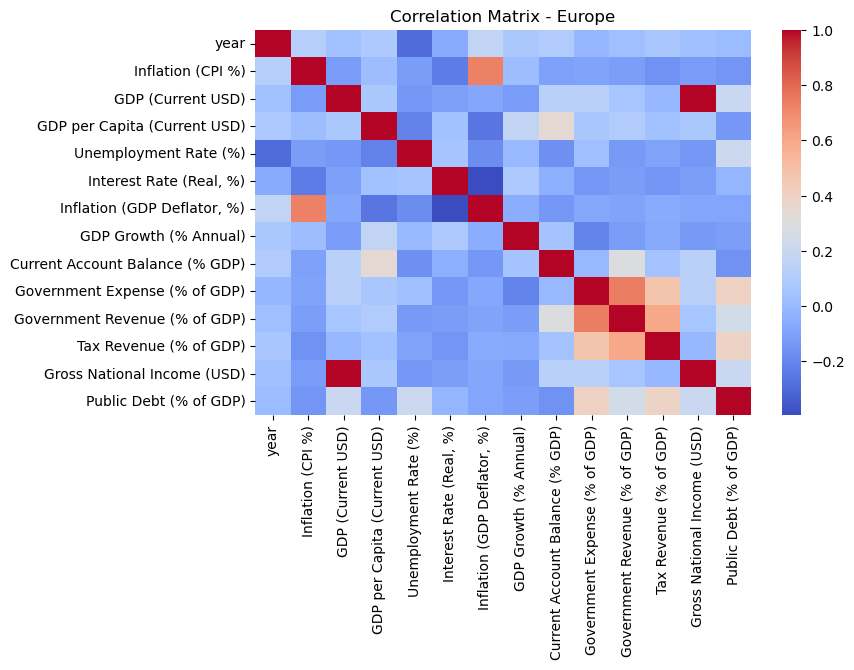 Correlation Matrix - Europe
year
Inflation (CPI %)
GDP (Current USD)
GDP per Capita (Current USD)
Unemployment Rate (%)
Interest Rate (Real, %)
Inflation (GDP Deflator, %)
GDP Growth (% Annual)
Current Account Balance (% GDP)
Government Expense (% of GDP)
Government Revenue (% of GDP)
Tax Revenue (% of GDP)
Gross National Income (USD)
Public Debt (% of GDP)
year
Inflation (CPI %)
GDP (Current USD)
GDP per Capita (Current USD)
Unemployment Rate (%)
Interest Rate (Real, %)
Inflation (GDP Deflator, %)
GDP Growth (% Annual)
Current Account Balance (% GDP)
Government Expense (% of GDP)
Government Revenue (% of GDP)
Tax Revenue (% of GDP)
Gross National Income (USD)
Public Debt (% of GDP)
1.0
0.8
0.6
0.4
0.2
0.0
−0.2